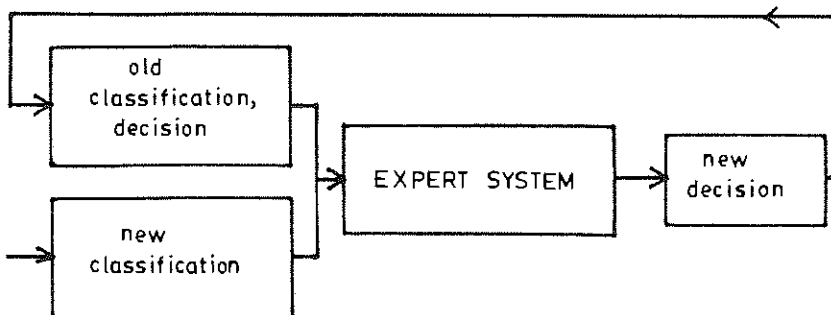 old
classification,
decision
EXPERT SYSTEM
new
decision
new
classification